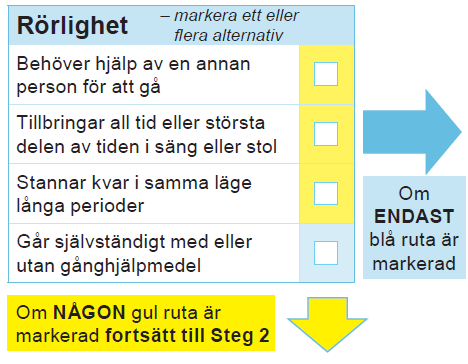 Rörlighet – markera ett eller
flera alternativ
Behöver hjälp av en annan
person för att gå
Tillbringar all tid eller största
delen av tiden i säng eller stol
Stannar kvar i samma läge
långa perioder
Går självständigt med eller
utan gånghjälpmedel
Om
ENDAST
blå ruta är
markerad
Om NÅGON gul ruta är
markerad fortsätt till Steg 2